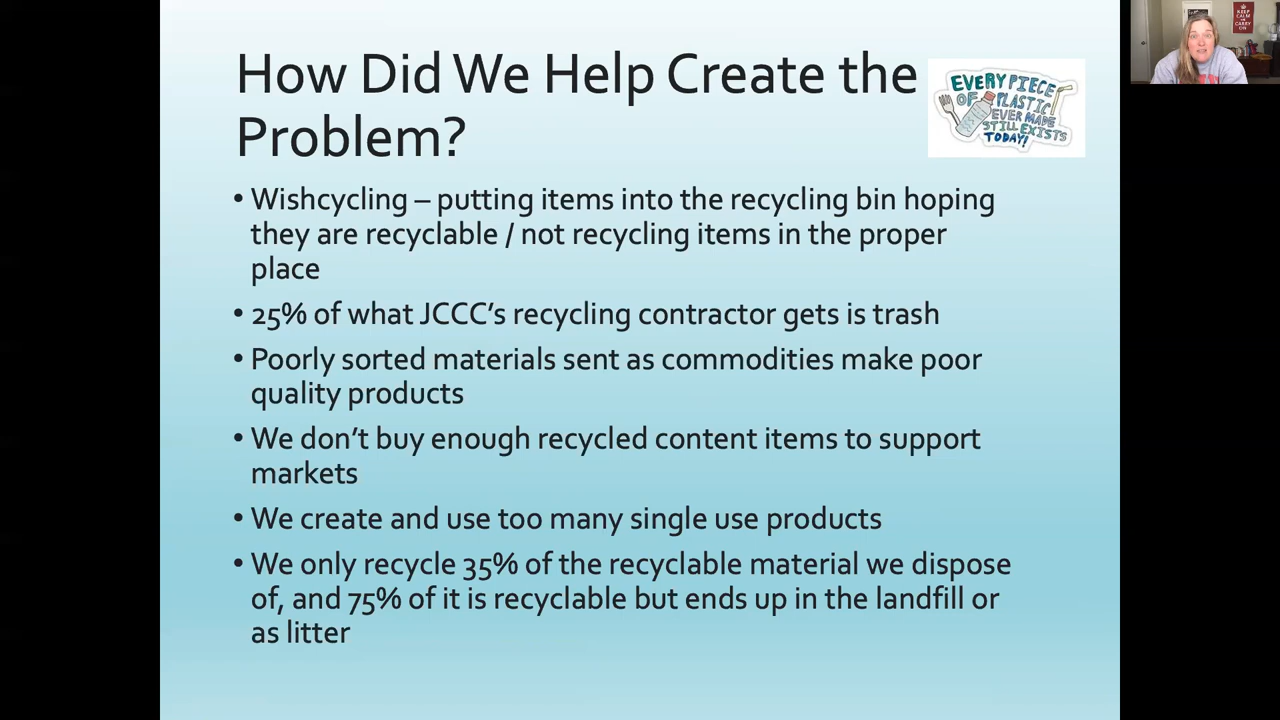 How Did We Help Create the
Problem?
EVERY PIECE
OF PLASTIC
EVER MADE
STILL EXISTS
TODAY!
KEEP
CALM
AND
CARRY
ON
• Wishcycling – putting items into the recycling bin hoping
they are recyclable / not recycling items in the proper
place
• 25% of what JCCC’s recycling contractor gets is trash
• Poorly sorted materials sent as commodities make poor
quality products
• We don’t buy enough recycled content items to support
markets
• We create and use too many single use products
• We only recycle 35% of the recyclable material we dispose
of, and 75% of it is recyclable but ends up in the landfill or
as litter